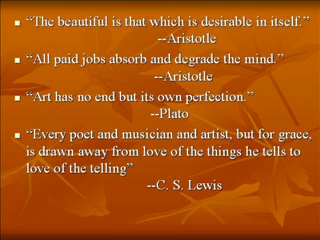 “The beautiful is that which is desirable in itself.”
--Aristotle
“All paid jobs absorb and degrade the mind.”
--Aristotle
“Art has no end but its own perfection.”
--Plato
“Every poet and musician and artist, but for grace,
is drawn away from love of the things he tells to
love of the telling”
--C. S. Lewis